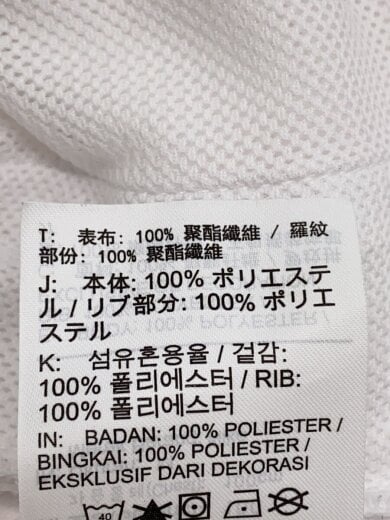 T: 表布: 100% 聚酯纖維 / 羅紋
部份: 100% 聚酯纖維
J: 本体: 100% ポリエステ
ル / リブ部分: 100% ポリエ
ステル
K: 섬유혼용율 / 겉감:
100% 폴리에스터 / RIB:
100% 폴리에스터
IN: BADAN: 100% POLIESTER /
BINGKAI: 100% POLIESTER /
EKSKLUSIF DARI DEKORASI
40